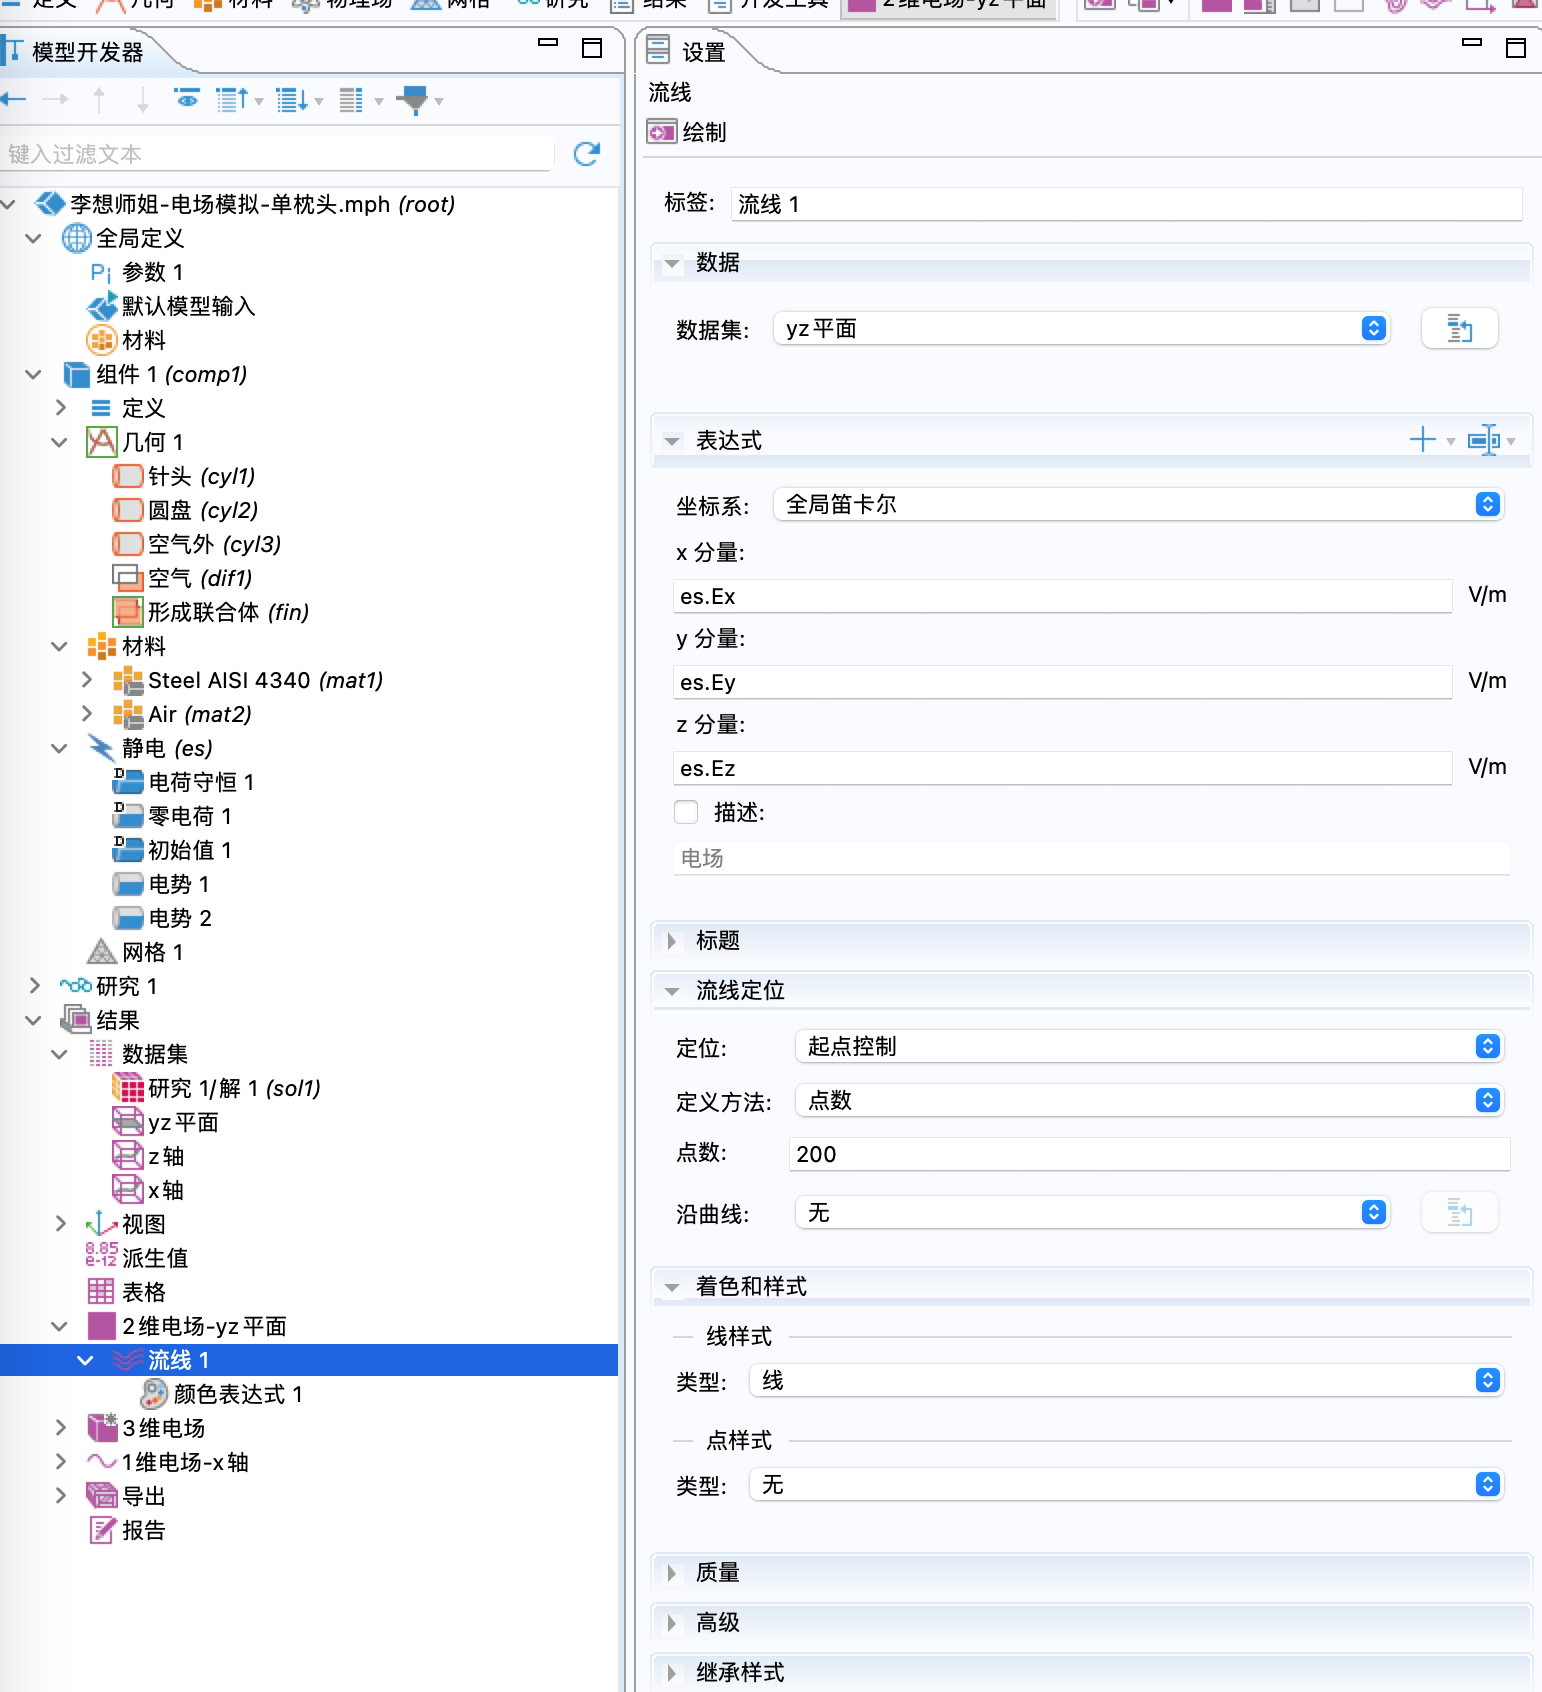 定义 几何 材料 物理场 网格 研究 结果 开发工具 2维电场-yz平面
模型开发器
键入过滤文本
李想师姐-电场模拟-单枕头.mph (root)
全局定义
Pi 参数 1
默认模型输入
材料
组件 1 (comp1)
定义
几何 1
针头 (cyl1)
圆盘 (cyl2)
空气外 (cyl3)
空气 (dif1)
形成联合体 (fin)
材料
Steel AISI 4340 (mat1)
Air (mat2)
静电 (es)
D 电荷守恒 1
D 零电荷 1
D 初始值 1
电势 1
电势 2
网格 1
研究 1
结果
数据集
研究 1/解 1 (sol1)
yz平面
z轴
x轴
视图
8.85 e-12 派生值
表格
2维电场-yz平面
流线 1
颜色表达式 1
3维电场
1维电场-x轴
导出
报告
设置
流线
绘制
标签: 流线 1
数据
数据集: yz平面
表达式
坐标系: 全局笛卡尔
x 分量:
es.Ex V/m
y 分量:
es.Ey V/m
z 分量:
es.Ez V/m
描述:
电场
标题
流线定位
定位: 起点控制
定义方法: 点数
点数: 200
沿曲线: 无
着色和样式
线样式
类型: 线
点样式
类型: 无
质量
高级
继承样式